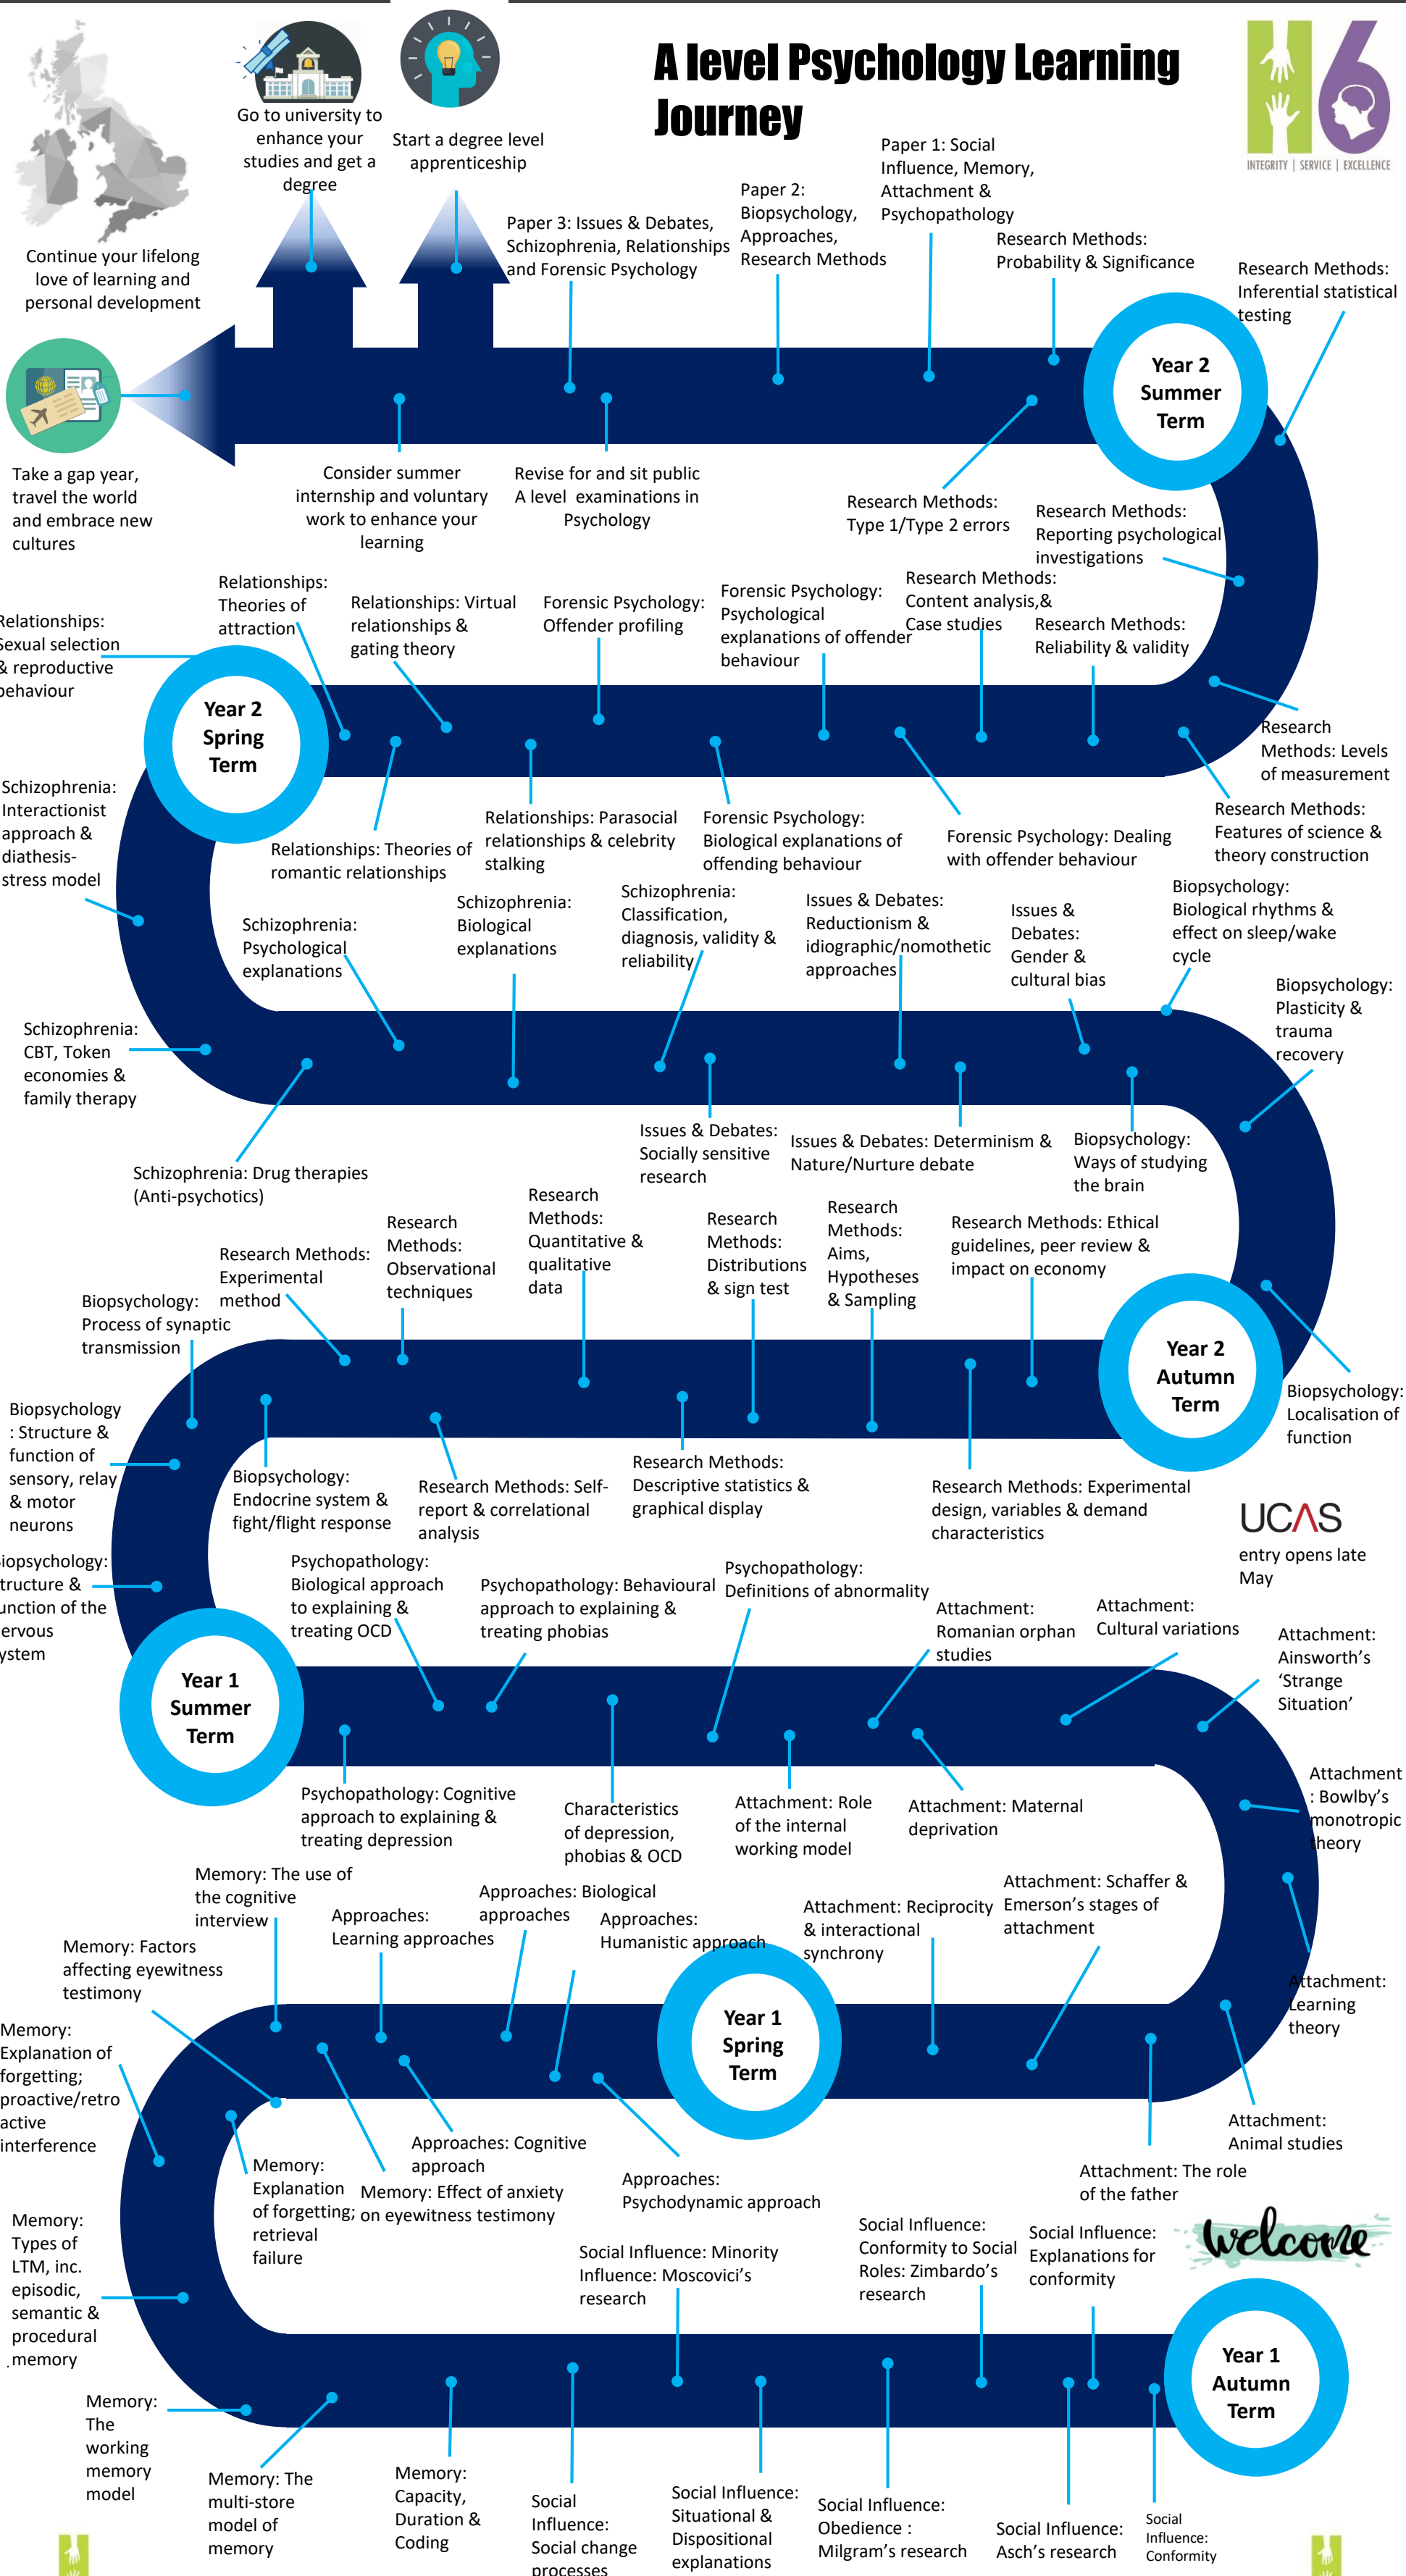 A level Psychology Learning
Journey
INTEGRITY | SERVICE | EXCELLENCE
Go to university to
enhance your
studies and get a
degree
Start a degree level
apprenticeship
Continue your lifelong
love of learning and
personal development
Take a gap year,
travel the world
and embrace new
cultures
Paper 3: Issues & Debates,
Schizophrenia, Relationships
and Forensic Psychology
Paper 2:
Biopsychology,
Approaches,
Research Methods
Paper 1: Social
Influence, Memory,
Attachment &
Psychopathology
Research Methods:
Probability & Significance
Research Methods:
Inferential statistical
testing
Year 2
Summer
Term
Consider summer
internship and voluntary
work to enhance your
learning
Revise for and sit public
A level examinations in
Psychology
Research Methods:
Type 1/Type 2 errors
Research Methods:
Reporting psychological
investigations
Relationships:
Sexual selection
& reproductive
behaviour
Relationships:
Theories of
attraction
Relationships: Virtual
relationships &
gating theory
Forensic Psychology:
Offender profiling
Forensic Psychology:
Psychological
explanations of offender
behaviour
Research Methods:
Content analysis,&
Case studies
Research Methods:
Reliability & validity
Year 2
Spring
Term
Research
Methods: Levels
of measurement
Schizophrenia:
Interactionist
approach &
diathesis-
stress model
Relationships: Theories of
romantic relationships
Relationships: Parasocial
relationships & celebrity
stalking
Forensic Psychology:
Biological explanations of
offending behaviour
Forensic Psychology: Dealing
with offender behaviour
Research Methods:
Features of science &
theory construction
Schizophrenia:
Psychological
explanations
Schizophrenia:
Biological
explanations
Schizophrenia:
Classification,
diagnosis, validity &
reliability
Issues & Debates:
Reductionism &
idiographic/nomothetic
approaches
Issues &
Debates:
Gender &
cultural bias
Biopsychology:
Biological rhythms &
effect on sleep/wake
cycle
Biopsychology:
Plasticity &
trauma
recovery
Schizophrenia:
CBT, Token
economies &
family therapy
Schizophrenia: Drug therapies
(Anti-psychotics)
Issues & Debates:
Socially sensitive
research
Issues & Debates: Determinism &
Nature/Nurture debate
Biopsychology:
Ways of studying
the brain
Biopsychology:
Process of synaptic
transmission
Research Methods:
Experimental
method
Research
Methods:
Observational
techniques
Research
Methods:
Quantitative &
qualitative
data
Research
Methods:
Distributions
& sign test
Research
Methods:
Aims,
Hypotheses
& Sampling
Research Methods: Ethical
guidelines, peer review &
impact on economy
Year 2
Autumn
Term
Biopsychology:
Localisation of
function
Biopsychology
: Structure &
function of
sensory, relay
& motor
neurons
Biopsychology:
Endocrine system &
fight/flight response
Research Methods: Self-
report & correlational
analysis
Research Methods:
Descriptive statistics &
graphical display
Research Methods: Experimental
design, variables & demand
characteristics
UCAS
entry opens late
May
Biopsychology:
Structure &
function of the
nervous
system
Psychopathology:
Biological approach
to explaining &
treating OCD
Psychopathology: Behavioural
approach to explaining &
treating phobias
Psychopathology:
Definitions of abnormality
Attachment:
Romanian orphan
studies
Attachment:
Cultural variations
Attachment:
Ainsworth's
‘Strange
Situation’
Year 1
Summer
Term
Psychopathology: Cognitive
approach to explaining &
treating depression
Characteristics
of depression,
phobias & OCD
Attachment: Role
of the internal
working model
Attachment: Maternal
deprivation
Attachment
: Bowlby's
monotropic
theory
Memory: The use of
the cognitive
interview
Approaches:
Learning approaches
Approaches: Biological
approaches
Approaches:
Humanistic approach
Attachment: Reciprocity
& interactional
synchrony
Attachment: Schaffer &
Emerson's stages of
attachment
Attachment:
Learning
theory
Memory: Factors
affecting eyewitness
testimony
Year 1
Spring
Term
Memory:
Explanation of
forgetting;
proactive/retro
active
interference
Memory:
Explanation
of forgetting;
retrieval
failure
Approaches: Cognitive
approach
Memory: Effect of anxiety
on eyewitness testimony
Approaches:
Psychodynamic approach
Attachment: The role
of the father
Attachment:
Animal studies
welcome
Memory:
Types of
LTM, inc.
episodic,
semantic &
procedural
.memory
Social Influence: Minority
Influence: Moscovici's
research
Social Influence:
Conformity to Social
Roles: Zimbardo's
research
Social Influence:
Explanations for
conformity
Year 1
Autumn
Term
Memory:
The
working
memory
model
Memory: The
multi-store
model of
memory
Memory:
Capacity,
Duration &
Coding
Social
Influence:
Social change
processes
Social Influence:
Situational &
Dispositional
explanations
Social Influence:
Obedience :
Milgram's research
Social Influence:
Asch's research
Social
Influence:
Conformity